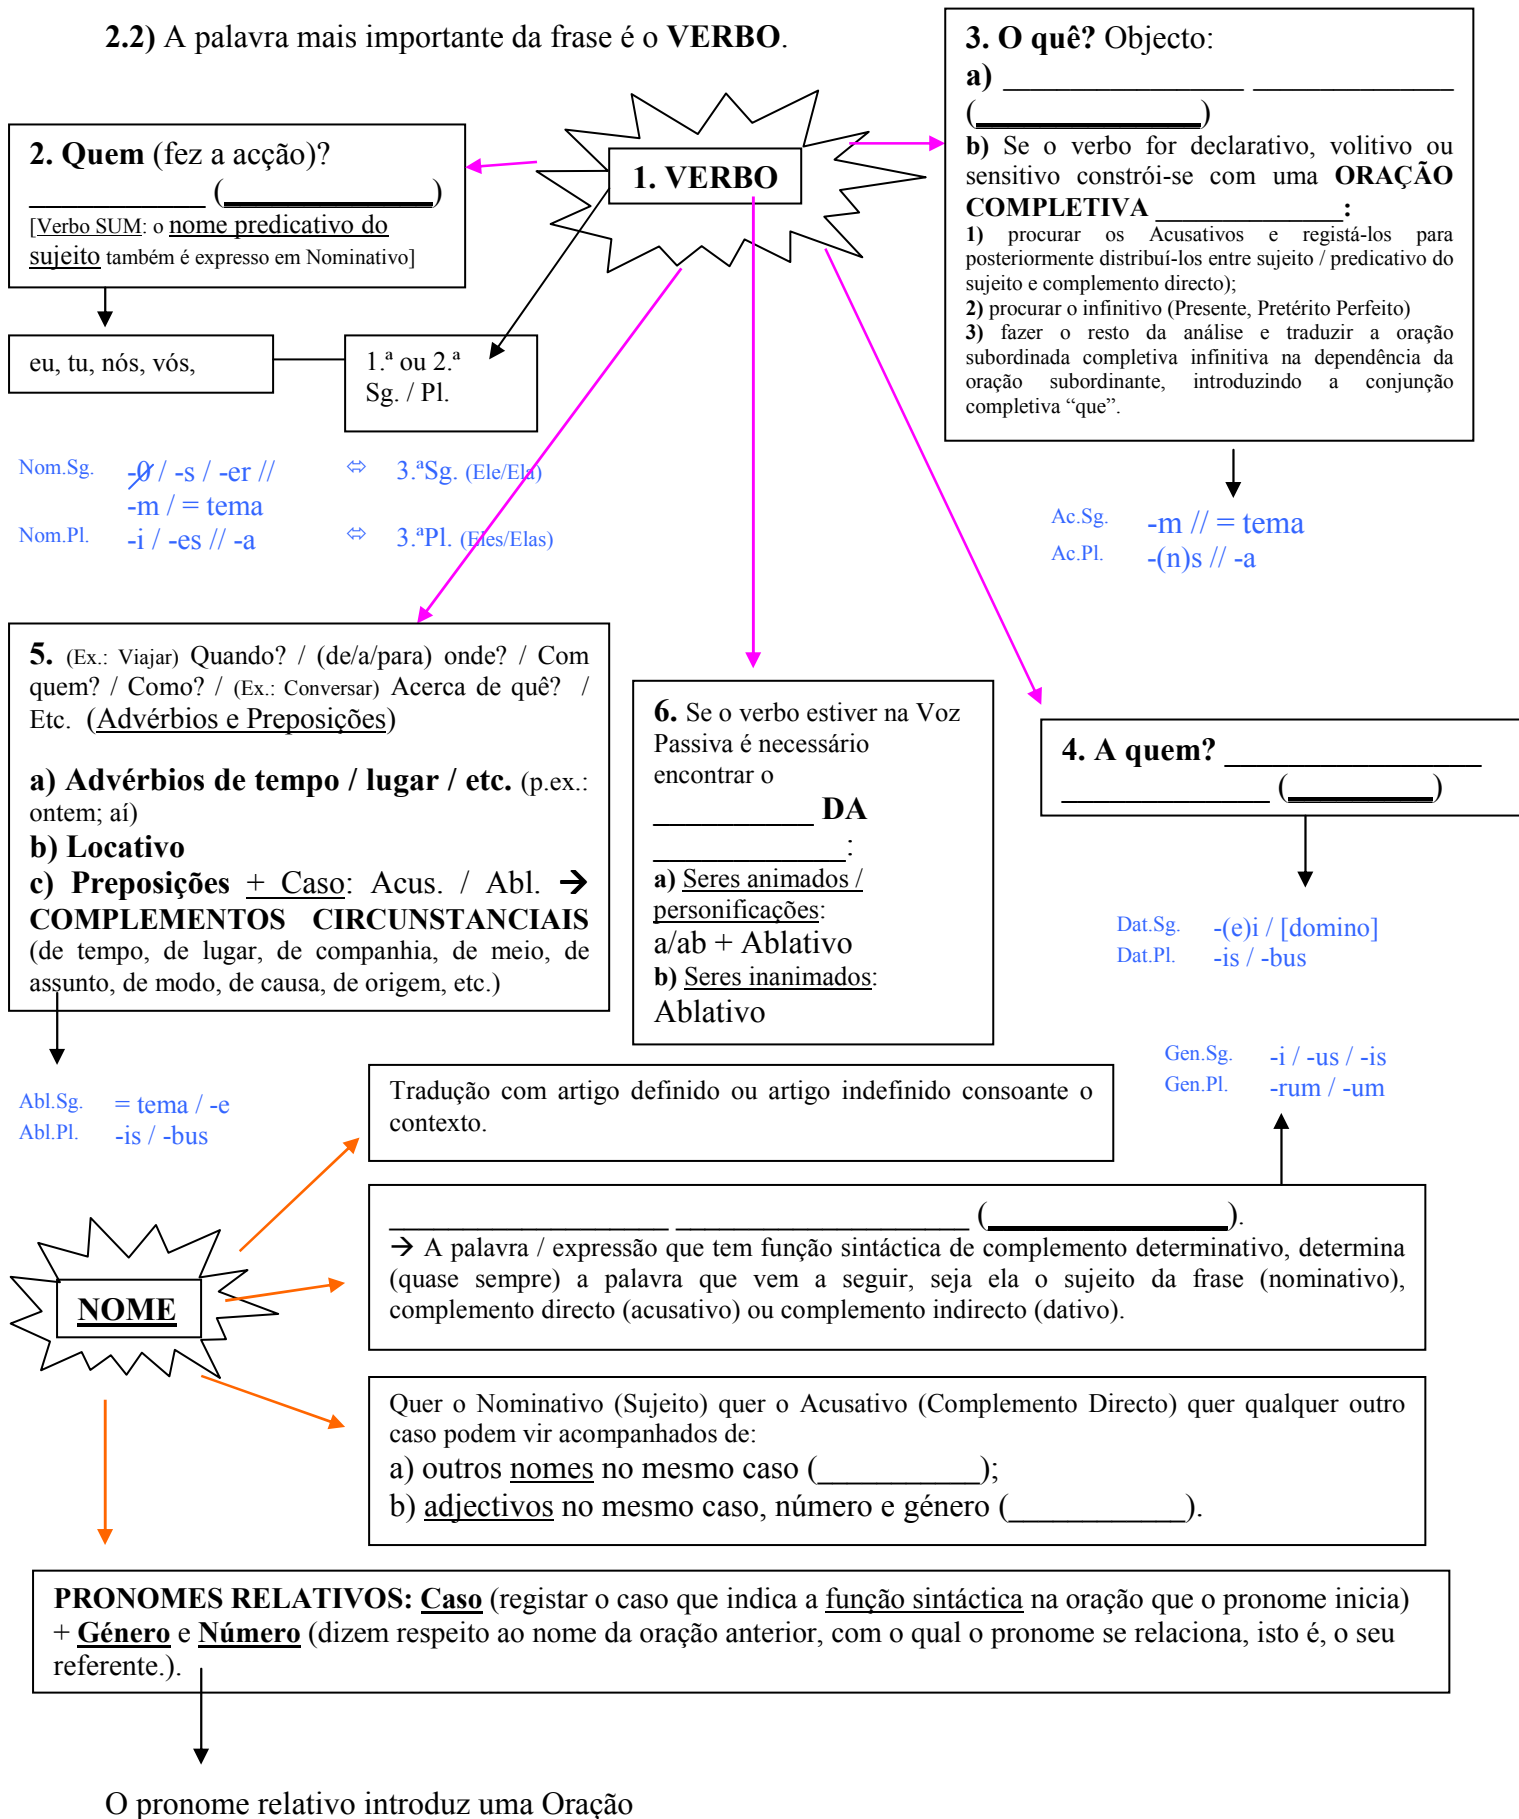 2.2) A palavra mais importante da frase é o VERBO.
1. VERBO
2. Quem (fez a acção)?
____________ (______________)
[Verbo SUM: o nome predicativo do
sujeito também é expresso em Nominativo]
eu, tu, nós, vós,
1.ª ou 2.ª
Sg. / Pl.
Nom.Sg. -0 / -s / -er // ⇔ 3.ªSg. (Ele/Ela)
-m / = tema
Nom.Pl. -i / -es // -a ⇔ 3.ªPl. (Eles/Elas)
3. O quê? Objecto:
a) ________________ ______________
(_______________)
b) Se o verbo for declarativo, volitivo ou
sensitivo constrói-se com uma ORAÇÃO
COMPLETIVA _____________:
1) procurar os Acusativos e registá-los para
posteriormente distribuí-los entre sujeito / predicativo do
sujeito e complemento directo);
2) procurar o infinitivo (Presente, Pretérito Perfeito)
3) fazer o resto da análise e traduzir a oração
subordinada completiva infinitiva na dependência da
oração subordinante, introduzindo a conjunção
completiva “que”.
Ac.Sg. -m // = tema
Ac.Pl. -(n)s // -a
5. (Ex.: Viajar) Quando? / (de/a/para) onde? / Com
quem? / Como? / (Ex.: Conversar) Acerca de quê? /
Etc. (Advérbios e Preposições)
a) Advérbios de tempo / lugar / etc. (p.ex.:
ontem; aí)
b) Locativo
c) Preposições + Caso: Acus. / Abl. →
COMPLEMENTOS CIRCUNSTANCIAIS
(de tempo, de lugar, de companhia, de meio, de
assunto, de modo, de causa, de origem, etc.)
Abl.Sg. = tema / -e
Abl.Pl. -is / -bus
6. Se o verbo estiver na Voz
Passiva é necessário
encontrar o
___________ DA
_____________:
a) Seres animados /
personificações:
a/ab + Ablativo
b) Seres inanimados:
Ablativo
4. A quem? _________________
______________ (__________)
Dat.Sg. -(e)i / [domino]
Dat.Pl. -is / -bus
Gen.Sg. -i / -us / -is
Gen.Pl. -rum / -um
NOME
Tradução com artigo definido ou artigo indefinido consoante o
contexto.
___________________ ____________________ (________________).
→ A palavra / expressão que tem função sintáctica de complemento determinativo, determina
(quase sempre) a palavra que vem a seguir, seja ela o sujeito da frase (nominativo),
complemento directo (acusativo) ou complemento indirecto (dativo).
Quer o Nominativo (Sujeito) quer o Acusativo (Complemento Directo) quer qualquer outro
caso podem vir acompanhados de:
a) outros nomes no mesmo caso (___________);
b) adjectivos no mesmo caso, número e género (____________).
PRONOMES RELATIVOS: Caso (registar o caso que indica a função sintáctica na oração que o pronome inicia)
+ Género e Número (dizem respeito ao nome da oração anterior, com o qual o pronome se relaciona, isto é, o seu
referente.).
O pronome relativo introduz uma Oração